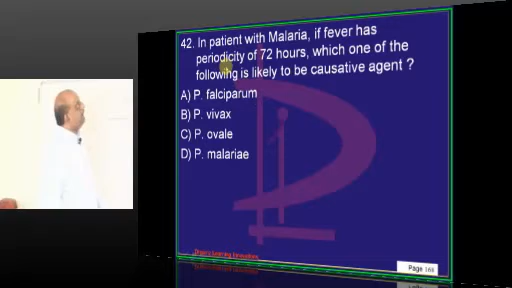 42. In patient with Malaria, if fever has
periodicity of 72 hours, which one of the
following is likely to be causative agent ?
A) P. falciparum
B) P. vivax
C) P. ovale
D) P. malariae
Page 168